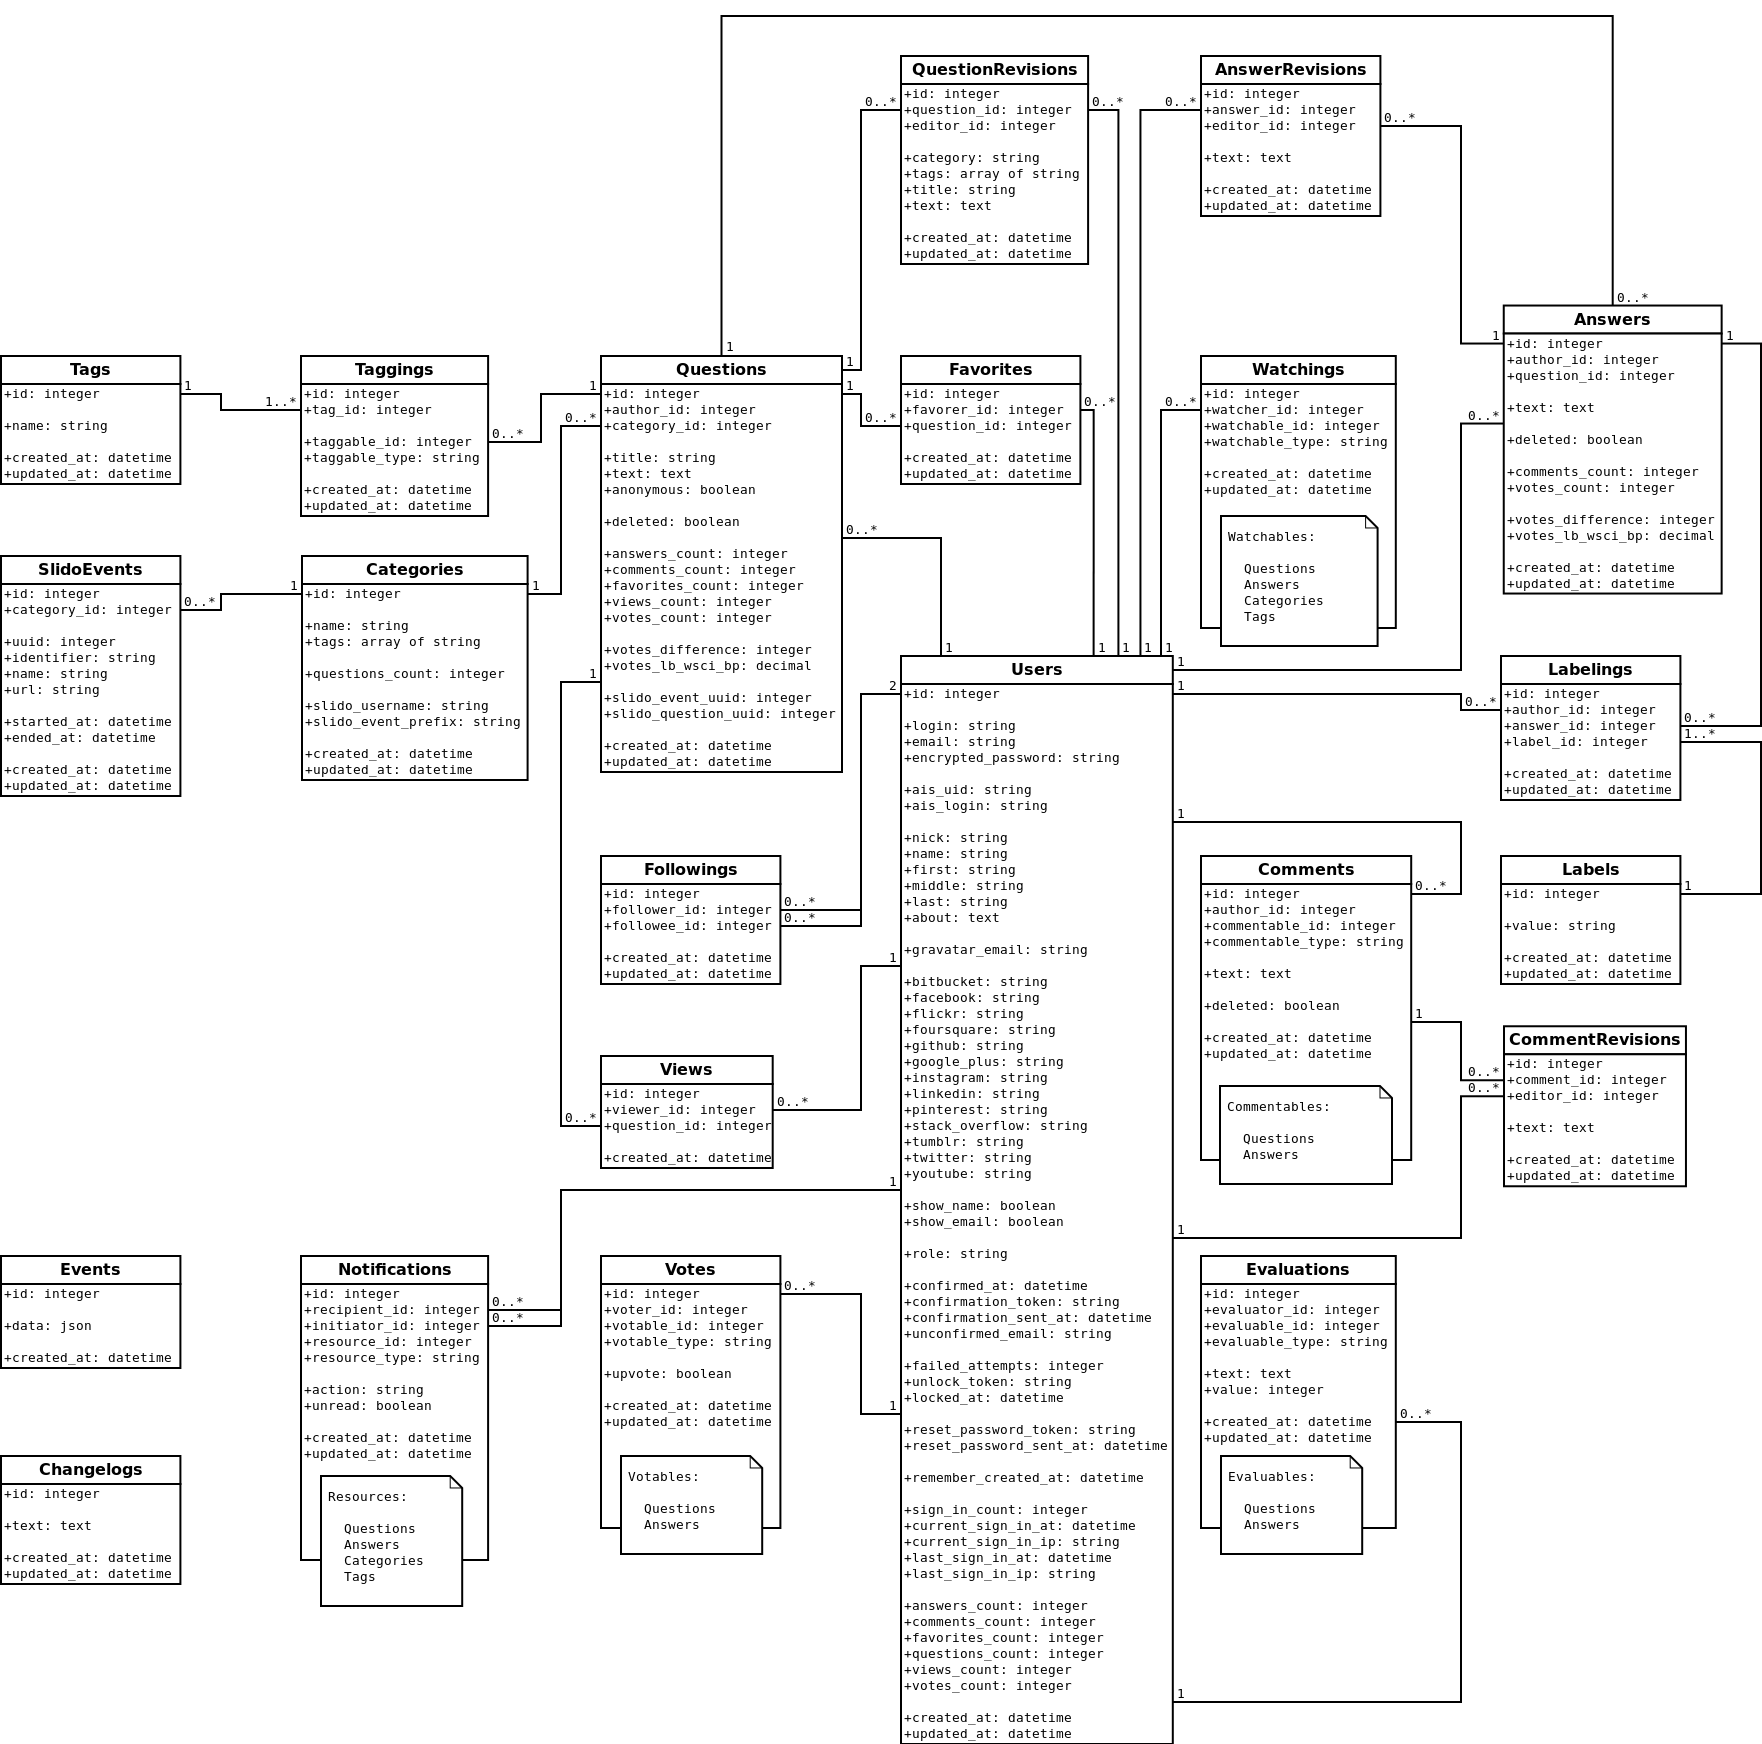 QuestionRevisions
+id: integer
+question_id: integer
+editor_id: integer
+category: string
+tags: array of string
+title: string
+text: text
+created_at: datetime
+updated_at: datetime
0..*
0..*
AnswerRevisions
+id: integer
+answer_id: integer
+editor_id: integer
+text: text
+created_at: datetime
+updated_at: datetime
0..*
0..*
Answers
+id: integer
+author_id: integer
+question_id: integer
+text: text
+deleted: boolean
+comments_count: integer
+votes_count: integer
+votes_difference: integer
+votes_lb_wsci_bp: decimal
+created_at: datetime
+updated_at: datetime
0..*
1
1
0..*
Tags
+id: integer
+name: string
+created_at: datetime
+updated_at: datetime
1
1..*
Taggings
+id: integer
+tag_id: integer
+taggable_id: integer
+taggable_type: string
+created_at: datetime
+updated_at: datetime
0..*
Questions
+id: integer
+author_id: integer
+category_id: integer
+title: string
+text: text
+anonymous: boolean
+deleted: boolean
+answers_count: integer
+comments_count: integer
+favorites_count: integer
+views_count: integer
+votes_count: integer
+votes_difference: integer
+votes_lb_wsci_bp: decimal
+slido_event_uuid: integer
+slido_question_uuid: integer
+created_at: datetime
+updated_at: datetime
1
1
1
1
0..*
0..*
1
Favorites
+id: integer
+favorer_id: integer
+question_id: integer
+created_at: datetime
+updated_at: datetime
0..*
0..*
Watchings
+id: integer
+watcher_id: integer
+watchable_id: integer
+watchable_type: string
+created_at: datetime
+updated_at: datetime
Watchables:
Questions
Answers
Categories
Tags
0..*
SlidoEvents
+id: integer
+category_id: integer
+uuid: integer
+identifier: string
+name: string
+url: string
+started_at: datetime
+ended_at: datetime
+created_at: datetime
+updated_at: datetime
0..*
1
Categories
+id: integer
+name: string
+tags: array of string
+questions_count: integer
+slido_username: string
+slido_event_prefix: string
+created_at: datetime
+updated_at: datetime
1
Users
+id: integer
+login: string
+email: string
+encrypted_password: string
+ais_uid: string
+ais_login: string
+nick: string
+name: string
+first: string
+middle: string
+last: string
+about: text
+gravatar_email: string
+bitbucket: string
+facebook: string
+flickr: string
+foursquare: string
+github: string
+google_plus: string
+instagram: string
+linkedin: string
+pinterest: string
+stack_overflow: string
+tumblr: string
+twitter: string
+youtube: string
+show_name: boolean
+show_email: boolean
+role: string
+confirmed_at: datetime
+confirmation_token: string
+confirmation_sent_at: datetime
+unconfirmed_email: string
+failed_attempts: integer
+unlock_token: string
+locked_at: datetime
+reset_password_token: string
+reset_password_sent_at: datetime
+remember_created_at: datetime
+sign_in_count: integer
+current_sign_in_at: datetime
+current_sign_in_ip: string
+last_sign_in_at: datetime
+last_sign_in_ip: string
+answers_count: integer
+comments_count: integer
+favorites_count: integer
+questions_count: integer
+views_count: integer
+votes_count: integer
+created_at: datetime
+updated_at: datetime
1
1
1
1
1
1
1
2
1
1
1
1
1
1
Labelings
+id: integer
+author_id: integer
+answer_id: integer
+label_id: integer
+created_at: datetime
+updated_at: datetime
0..*
0..*
1..*
Followings
+id: integer
+follower_id: integer
+followee_id: integer
+created_at: datetime
+updated_at: datetime
0..*
0..*
Comments
+id: integer
+author_id: integer
+commentable_id: integer
+commentable_type: string
+text: text
+deleted: boolean
+created_at: datetime
+updated_at: datetime
Commentables:
Questions
Answers
0..*
1
Labels
+id: integer
+value: string
+created_at: datetime
+updated_at: datetime
1
CommentRevisions
+id: integer
+comment_id: integer
+editor_id: integer
+text: text
+created_at: datetime
+updated_at: datetime
0..*
0..*
Views
+id: integer
+viewer_id: integer
+question_id: integer
+created_at: datetime
0..*
0..*
Events
+id: integer
+data: json
+created_at: datetime
Notifications
+id: integer
+recipient_id: integer
+initiator_id: integer
+resource_id: integer
+resource_type: string
+action: string
+unread: boolean
+created_at: datetime
+updated_at: datetime
Resources:
Questions
Answers
Categories
Tags
0..*
0..*
Votes
+id: integer
+voter_id: integer
+votable_id: integer
+votable_type: string
+upvote: boolean
+created_at: datetime
+updated_at: datetime
Votables:
Questions
Answers
0..*
Evaluations
+id: integer
+evaluator_id: integer
+evaluable_id: integer
+evaluable_type: string
+text: text
+value: integer
+created_at: datetime
+updated_at: datetime
Evaluables:
Questions
Answers
0..*
Changelogs
+id: integer
+text: text
+created_at: datetime
+updated_at: datetime